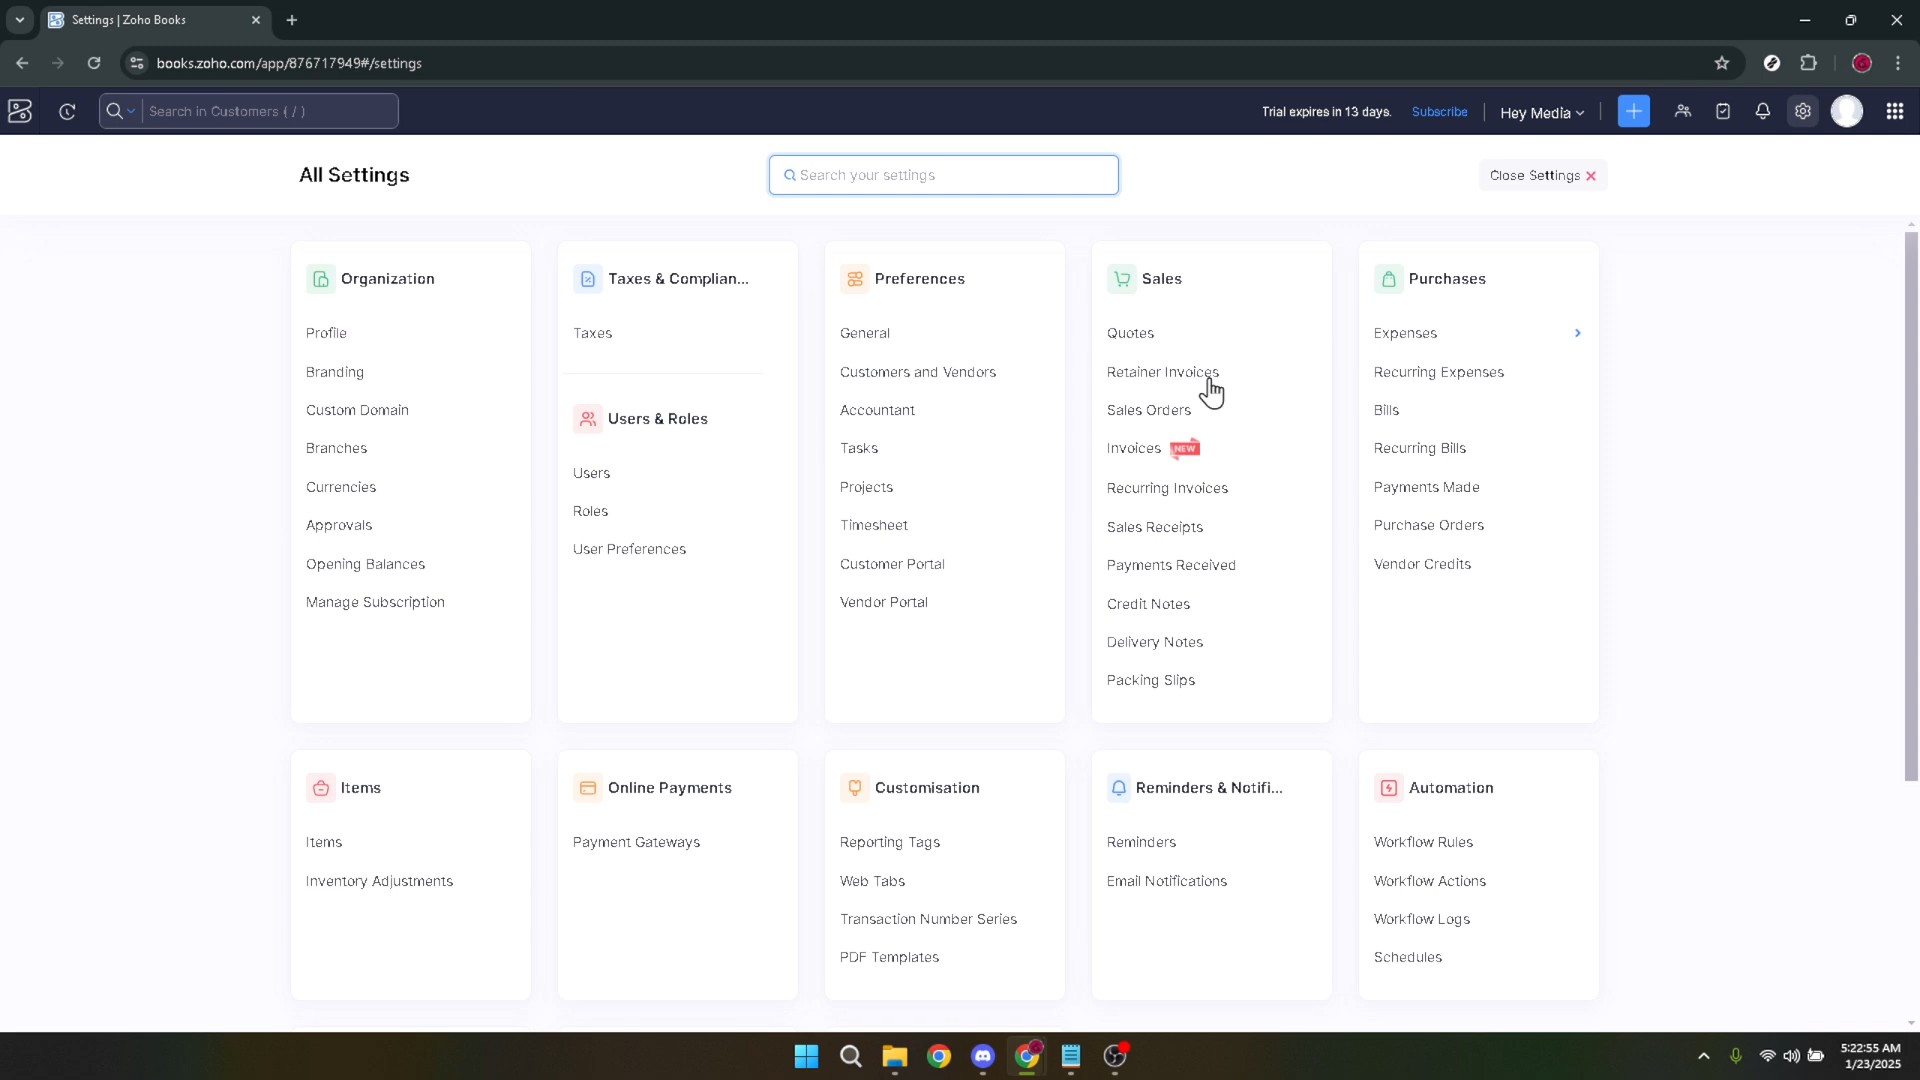 Settings | Zoho Books
books.zoho.com/app/876717949#/settings
Search in Customers ( / )
Trial expires in 13 days.
Subscribe
Hey Media
All Settings
Search your settings
Close Settings
Organization
Profile
Branding
Custom Domain
Branches
Currencies
Approvals
Opening Balances
Manage Subscription
Taxes & Complian...
Taxes
Users & Roles
Users
Roles
User Preferences
Preferences
General
Customers and Vendors
Accountant
Tasks
Projects
Timesheet
Customer Portal
Vendor Portal
Sales
Quotes
Retainer Invoices
Sales Orders
Invoices NEW
Recurring Invoices
Sales Receipts
Payments Received
Credit Notes
Delivery Notes
Packing Slips
Purchases
Expenses
Recurring Expenses
Bills
Recurring Bills
Payments Made
Purchase Orders
Vendor Credits
Items
Items
Inventory Adjustments
Online Payments
Payment Gateways
Customisation
Reporting Tags
Web Tabs
Transaction Number Series
PDF Templates
Reminders & Notifi...
Reminders
Email Notifications
Automation
Workflow Rules
Workflow Actions
Workflow Logs
Schedules
5:22:55 AM
1/23/2025